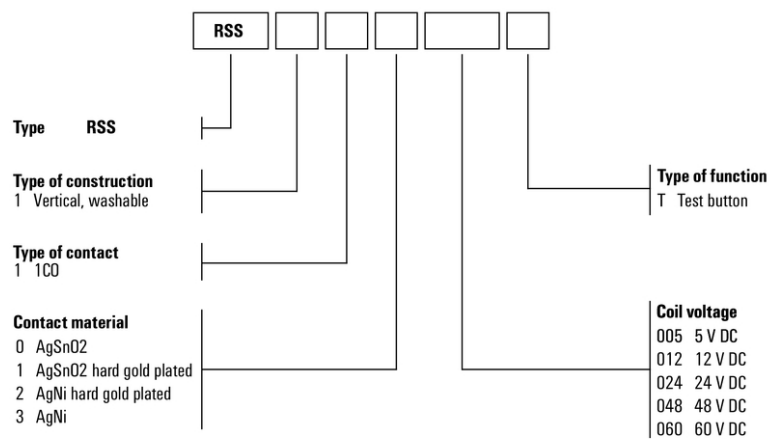 RSS
Type RSS
Type of construction
1 Vertical, washable
Type of contact
1 1CO
Contact material
0 AgSnO2
1 AgSnO2 hard gold plated
2 AgNi hard gold plated
3 AgNi
Type of function
T Test button
Coil voltage
005 5 V DC
012 12 V DC
024 24 V DC
048 48 V DC
060 60 V DC